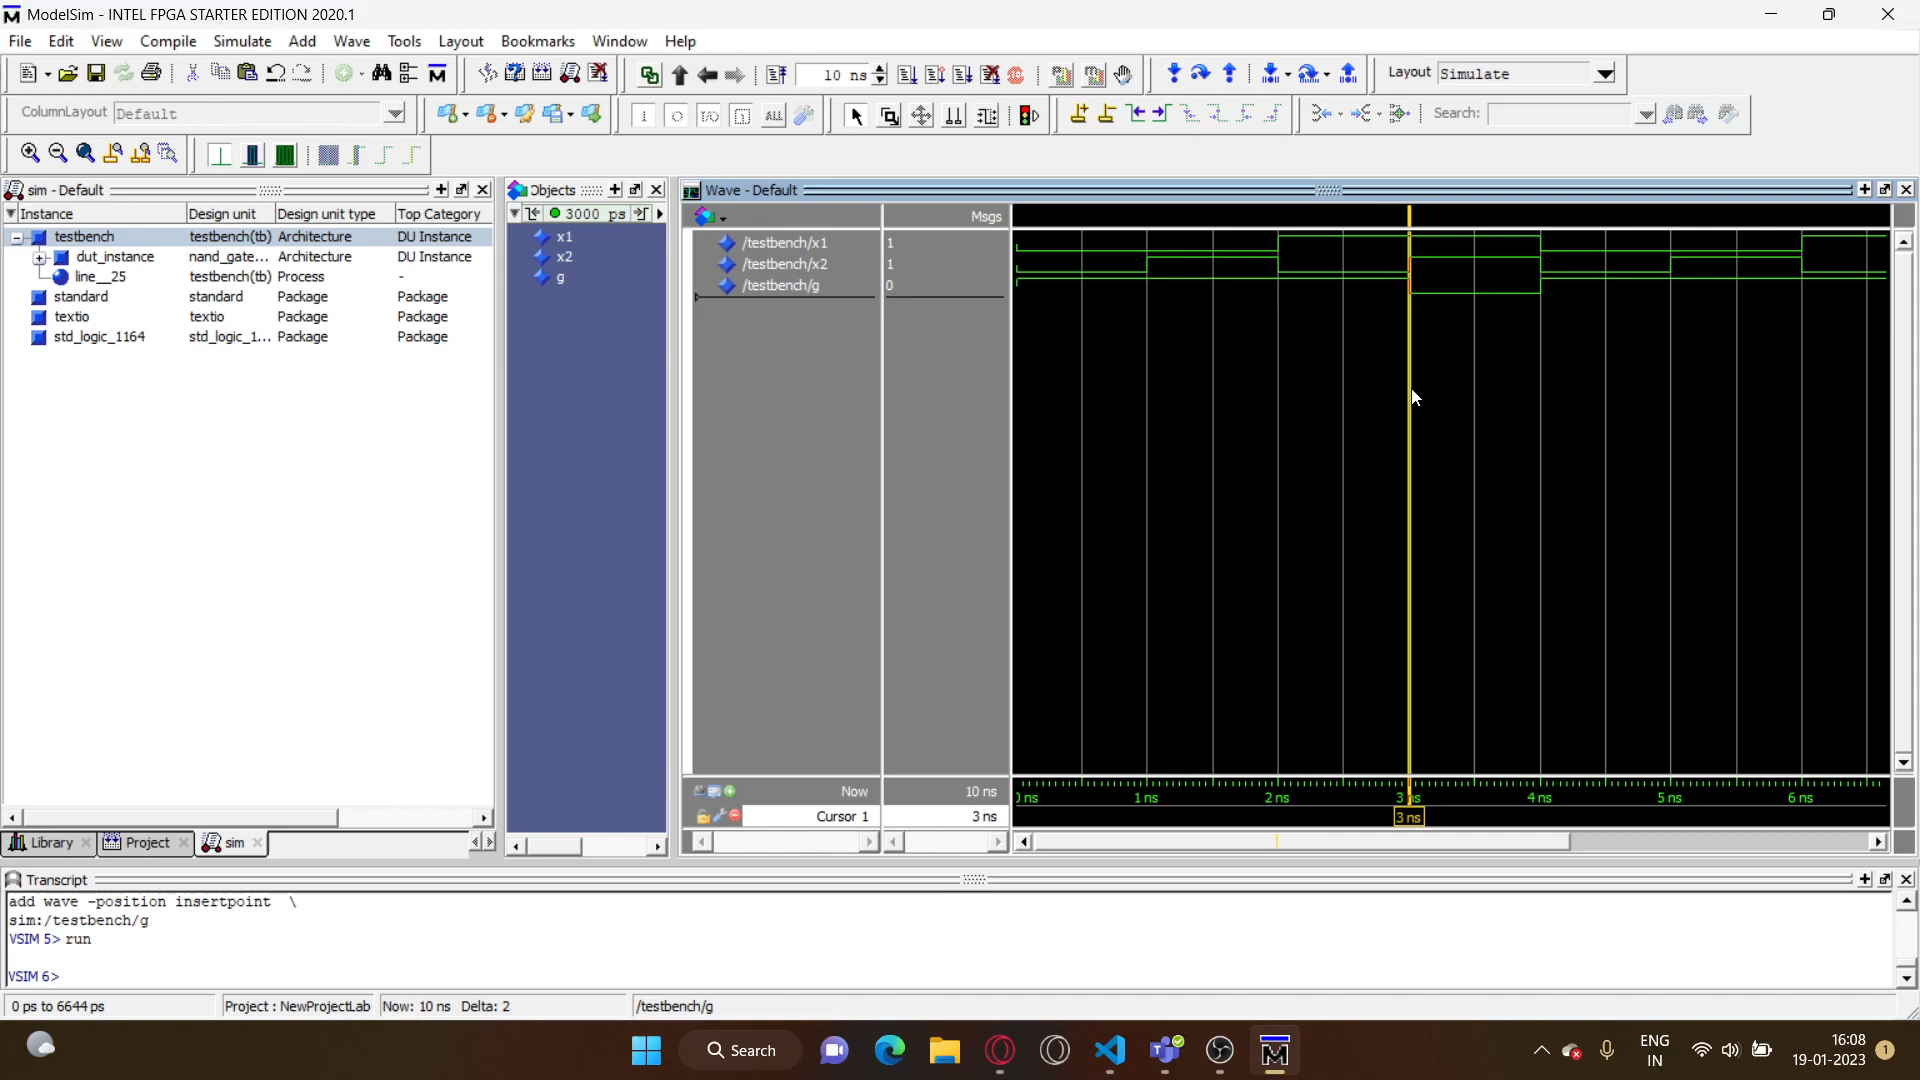 ModelSim - INTEL FPGA STARTER EDITION 2020.1
File Edit View Compile Simulate Add Wave Tools Layout Bookmarks Window Help
10 ns
Layout Simulate
ColumnLayout Default
ALL
Search:
sim - Default
Instance Design unit Design unit type Top Category
testbench testbench(tb) Architecture DU Instance
dut_instance nand_gate... Architecture DU Instance
line__25 testbench(tb) Process -
standard standard Package Package
textio textio Package Package
std_logic_1164 std_logic_1... Package Package
Library Project sim
Objects
3000 ps
x1
x2
g
Wave - Default
Msgs
/testbench/x1 1
/testbench/x2 1
/testbench/g 0
Now 10 ns
Cursor 1 3 ns
1 ns 2 ns 3 ns 4 ns 5 ns 6 ns
3 ns
Transcript
add wave -position insertpoint \
sim:/testbench/g
VSIM 5> run
VSIM 6>
0 ps to 6644 ps Project : NewProjectLab Now: 10 ns Delta: 2 /testbench/g
Search
ENG
IN
16:08
19-01-2023
1